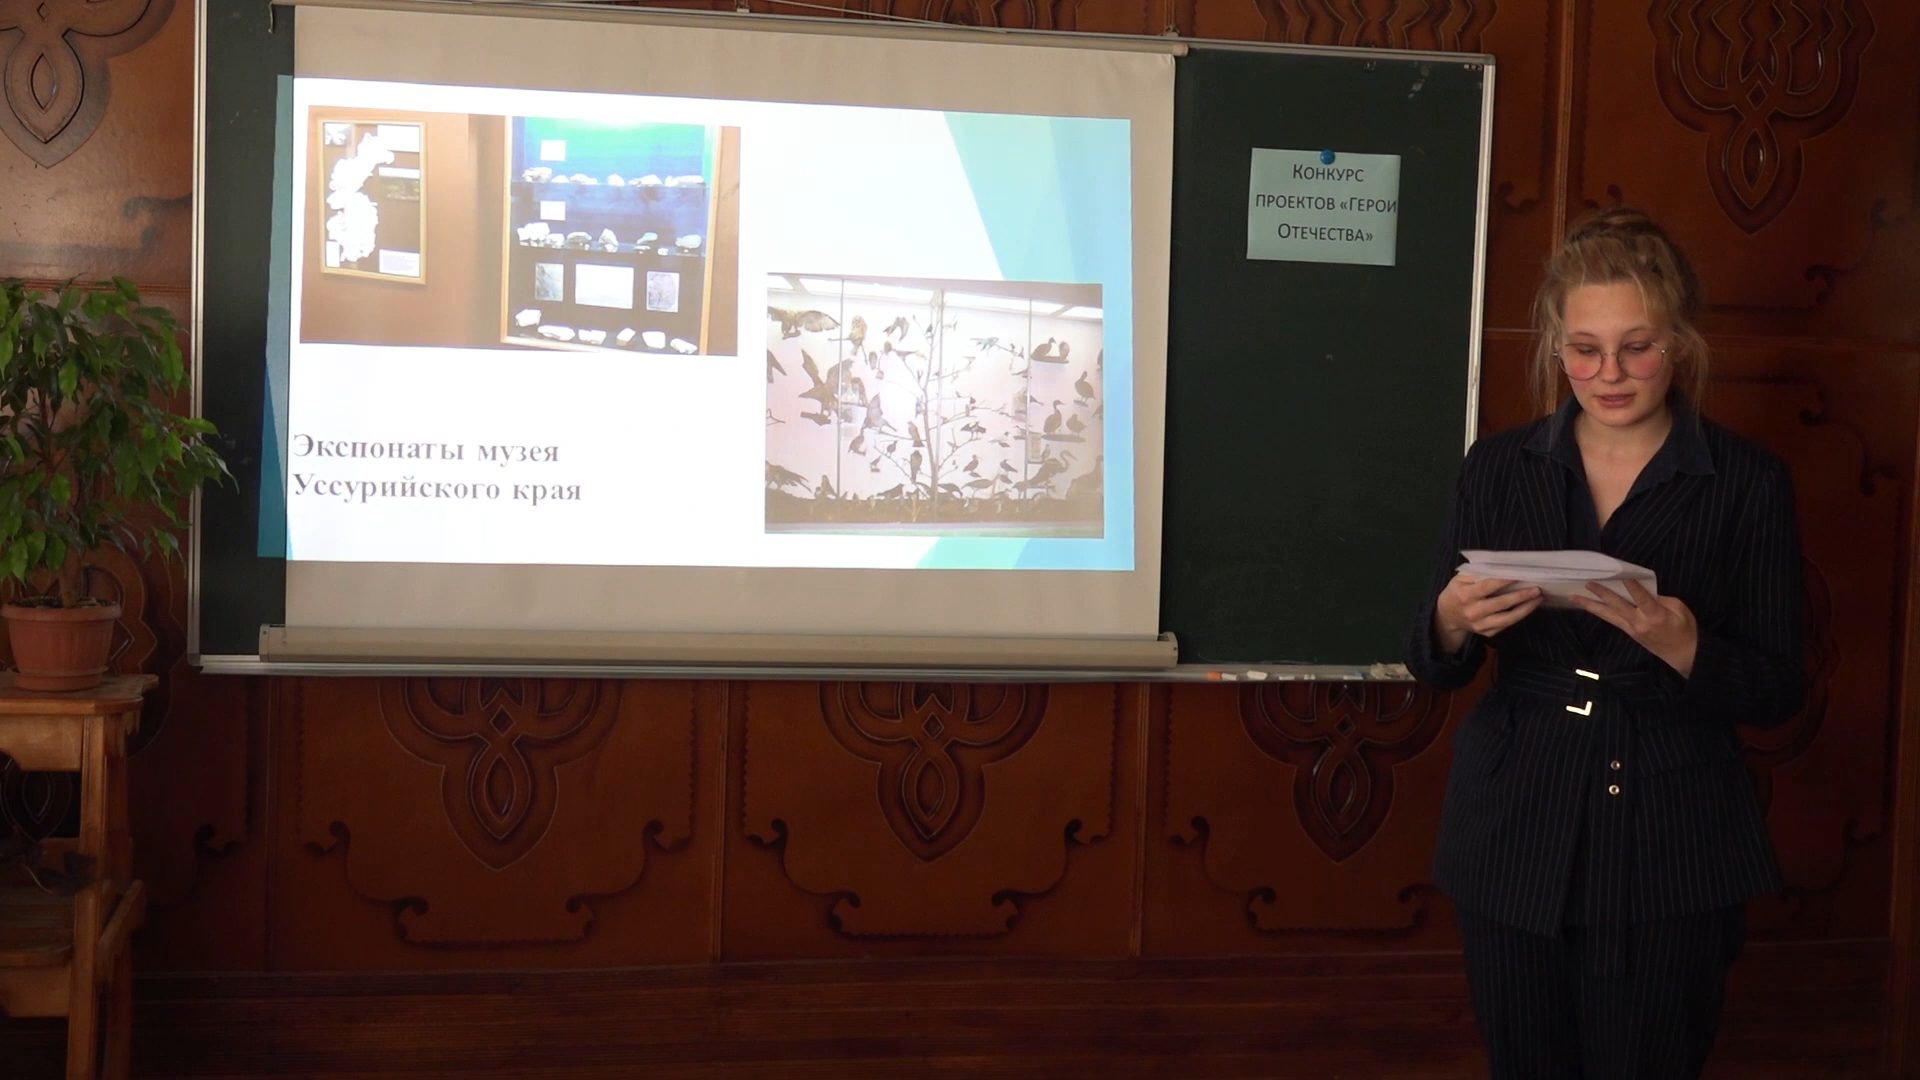 Экспонаты музея
Уссурийского края
Конкурс
проектов «Герои
Отечества»